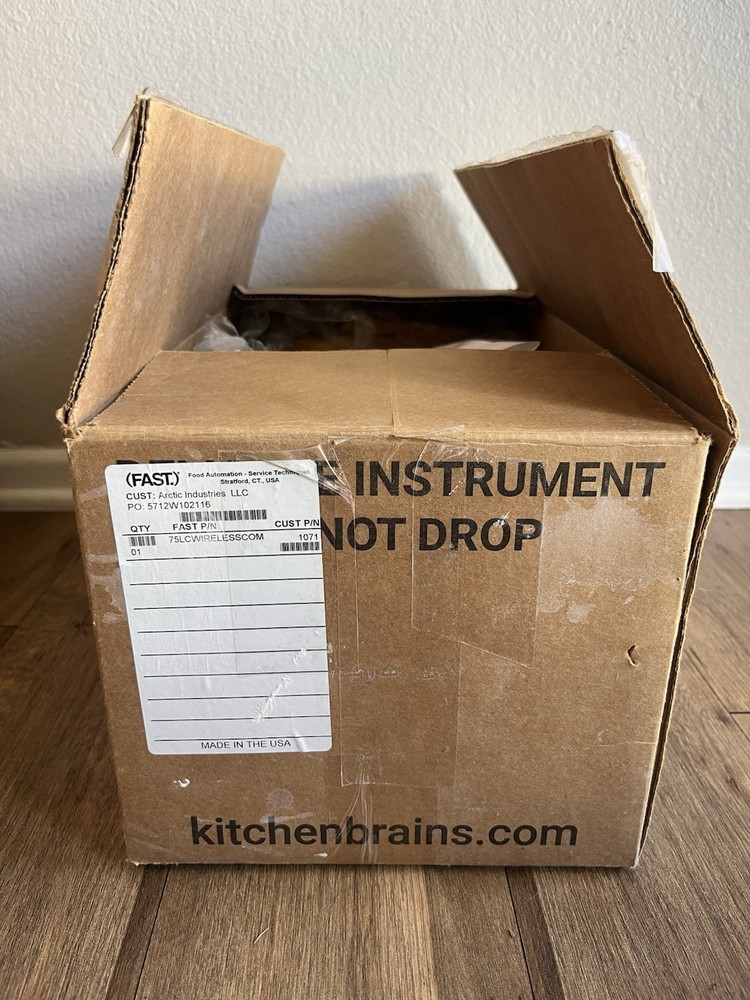 E INSTRUMENT
NOT DROP
(FAST.) Food Automation - Service Techniques
Stratford, CT., USA
CUST: Arctic Industries LLC
PO: 5712W102116
QTY FAST P/N CUST P/N
01 75LCWIRELESSCOM 1071
MADE IN THE USA
kitchenbrains.com